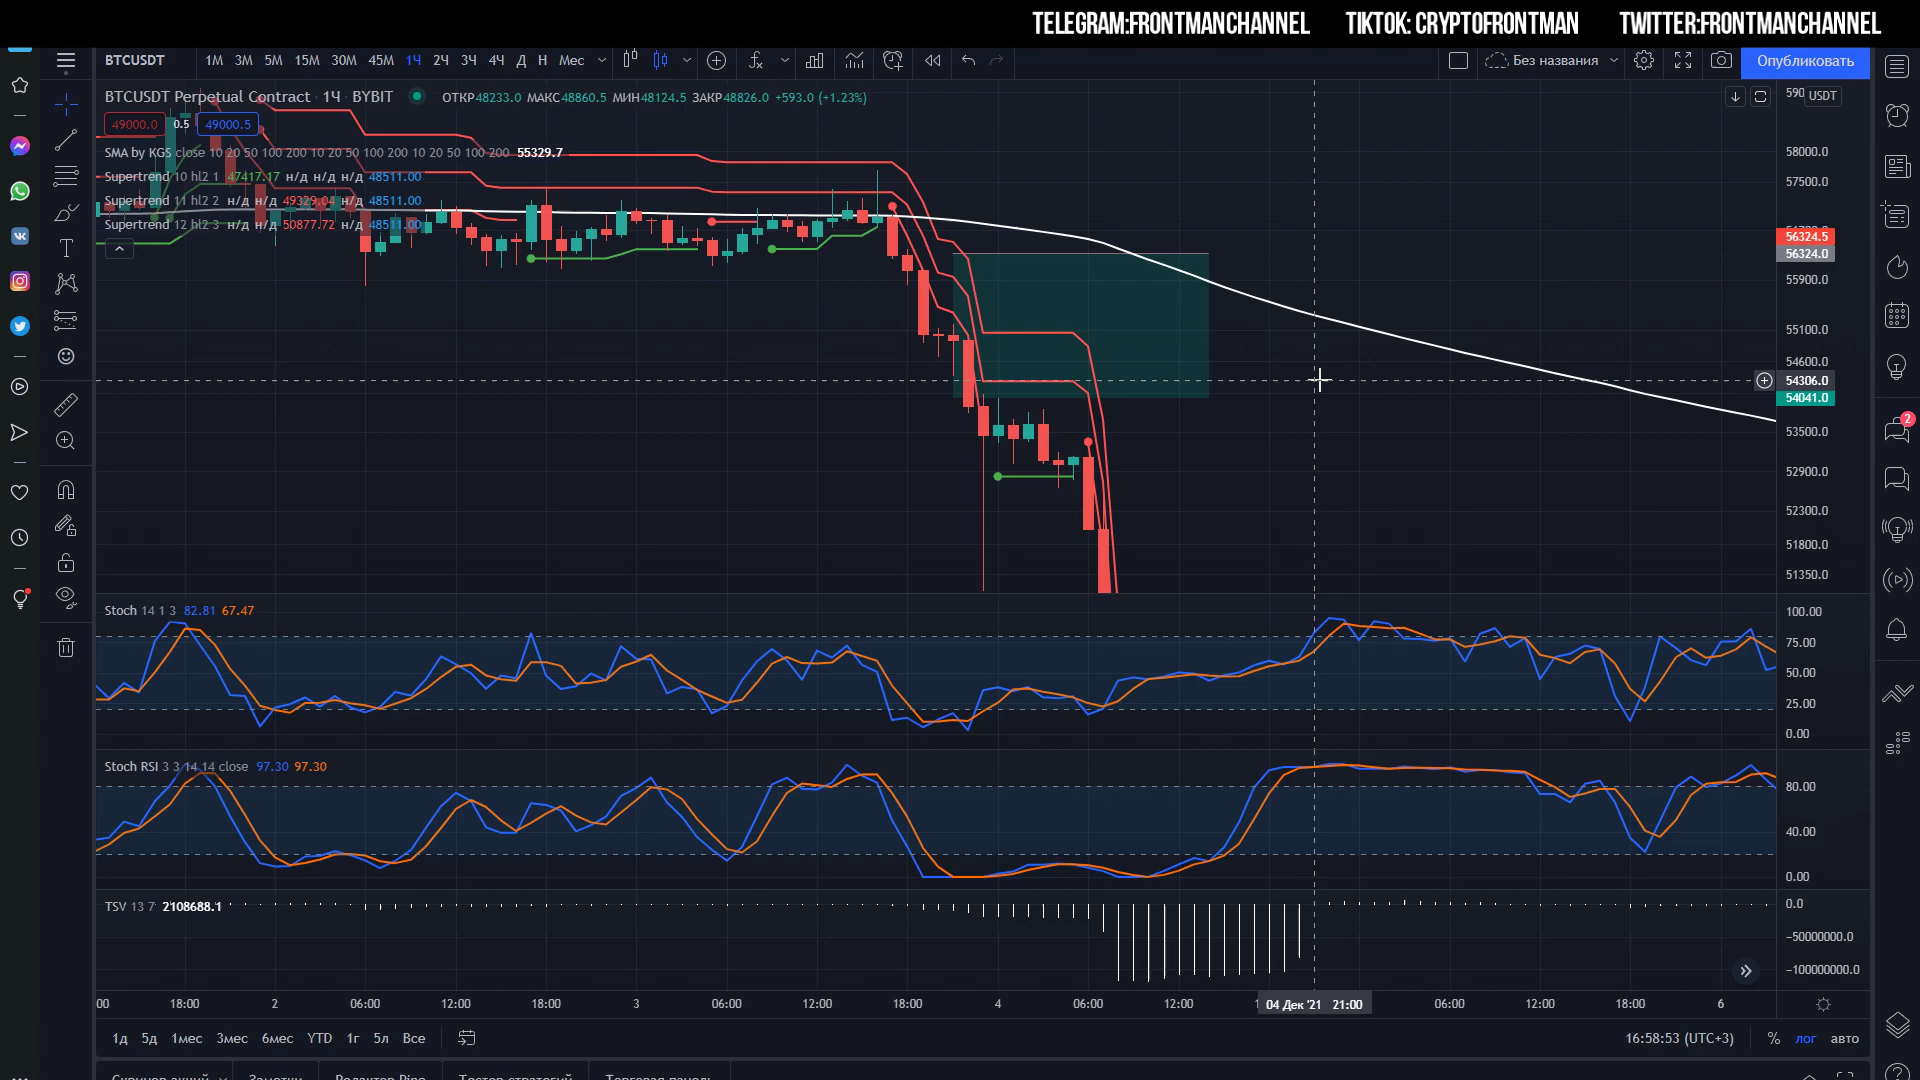 TELEGRAM:FRONTMANCHANNEL TIKTOK: CRYPTOFRONTMAN TWITTER:FRONTMANCHANNEL
BTCUSDT 1М 3М 5М 15М 30М 45М 1Ч 2Ч 3Ч 4Ч Д Н Мес Без названия Опубликовать
BTCUSDT Perpetual Contract · 1Ч · BYBIT ОТКР48233.0 МАКС48860.5 МИН48124.5 ЗАКР48826.0 +593.0 (+1.23%)
USDT
49000.0 0.5 49000.5
SMA by KGS close 10 20 50 100 200 10 20 50 100 200 10 20 50 100 200 55329.7
Supertrend 10 hl2 1 47417.17 н/д н/д н/д 48511.00
Supertrend 11 hl2 2 н/д н/д 49329.04 н/д 48511.00
Supertrend 12 hl2 3 н/д н/д 50877.72 н/д 48511.00
58000.0
57500.0
56324.5
56324.0
55900.0
55100.0
54600.0
54306.0
54041.0
53500.0
52900.0
52300.0
51800.0
51350.0
2
Stoch 14 1 3 82.81 67.47
100.00
75.00
50.00
25.00
0.00
Stoch RSI 3 3 14 14 close 97.30 97.30
80.00
40.00
0.00
TSV 13 7 2108688.1
0.0
-50000000.0
-100000000.0
00 18:00 2 06:00 12:00 18:00 3 06:00 12:00 18:00 4 06:00 12:00 04 Дек '21 21:00 06:00 12:00 18:00 6
1д 5д 1мес 3мес 6мес YTD 1г 5л Все 16:58:53 (UTC+3) % лог авто
Скринер акций Заметки Редактор Pine Тестер стратегий Торговая панель